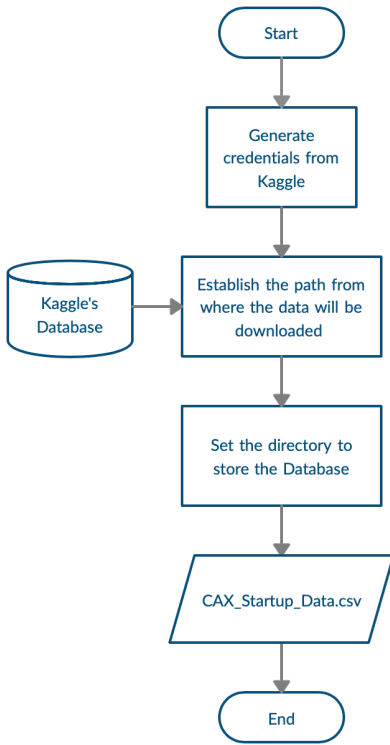 Start
Generate
credentials from
Kaggle
Kaggle's
Database
Establish the path from
where the data will be
downloaded
Set the directory to
store the Database
CAX_Startup_Data.csv
End